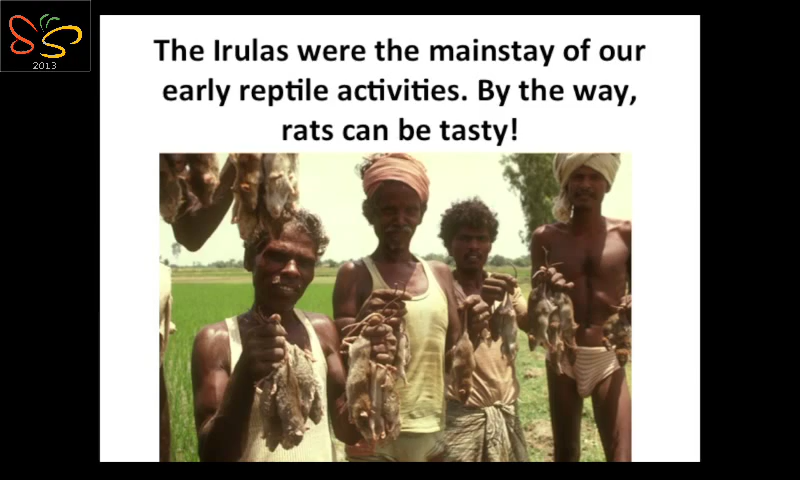 2013
The Irulas were the mainstay of our
early reptile activities. By the way,
rats can be tasty!